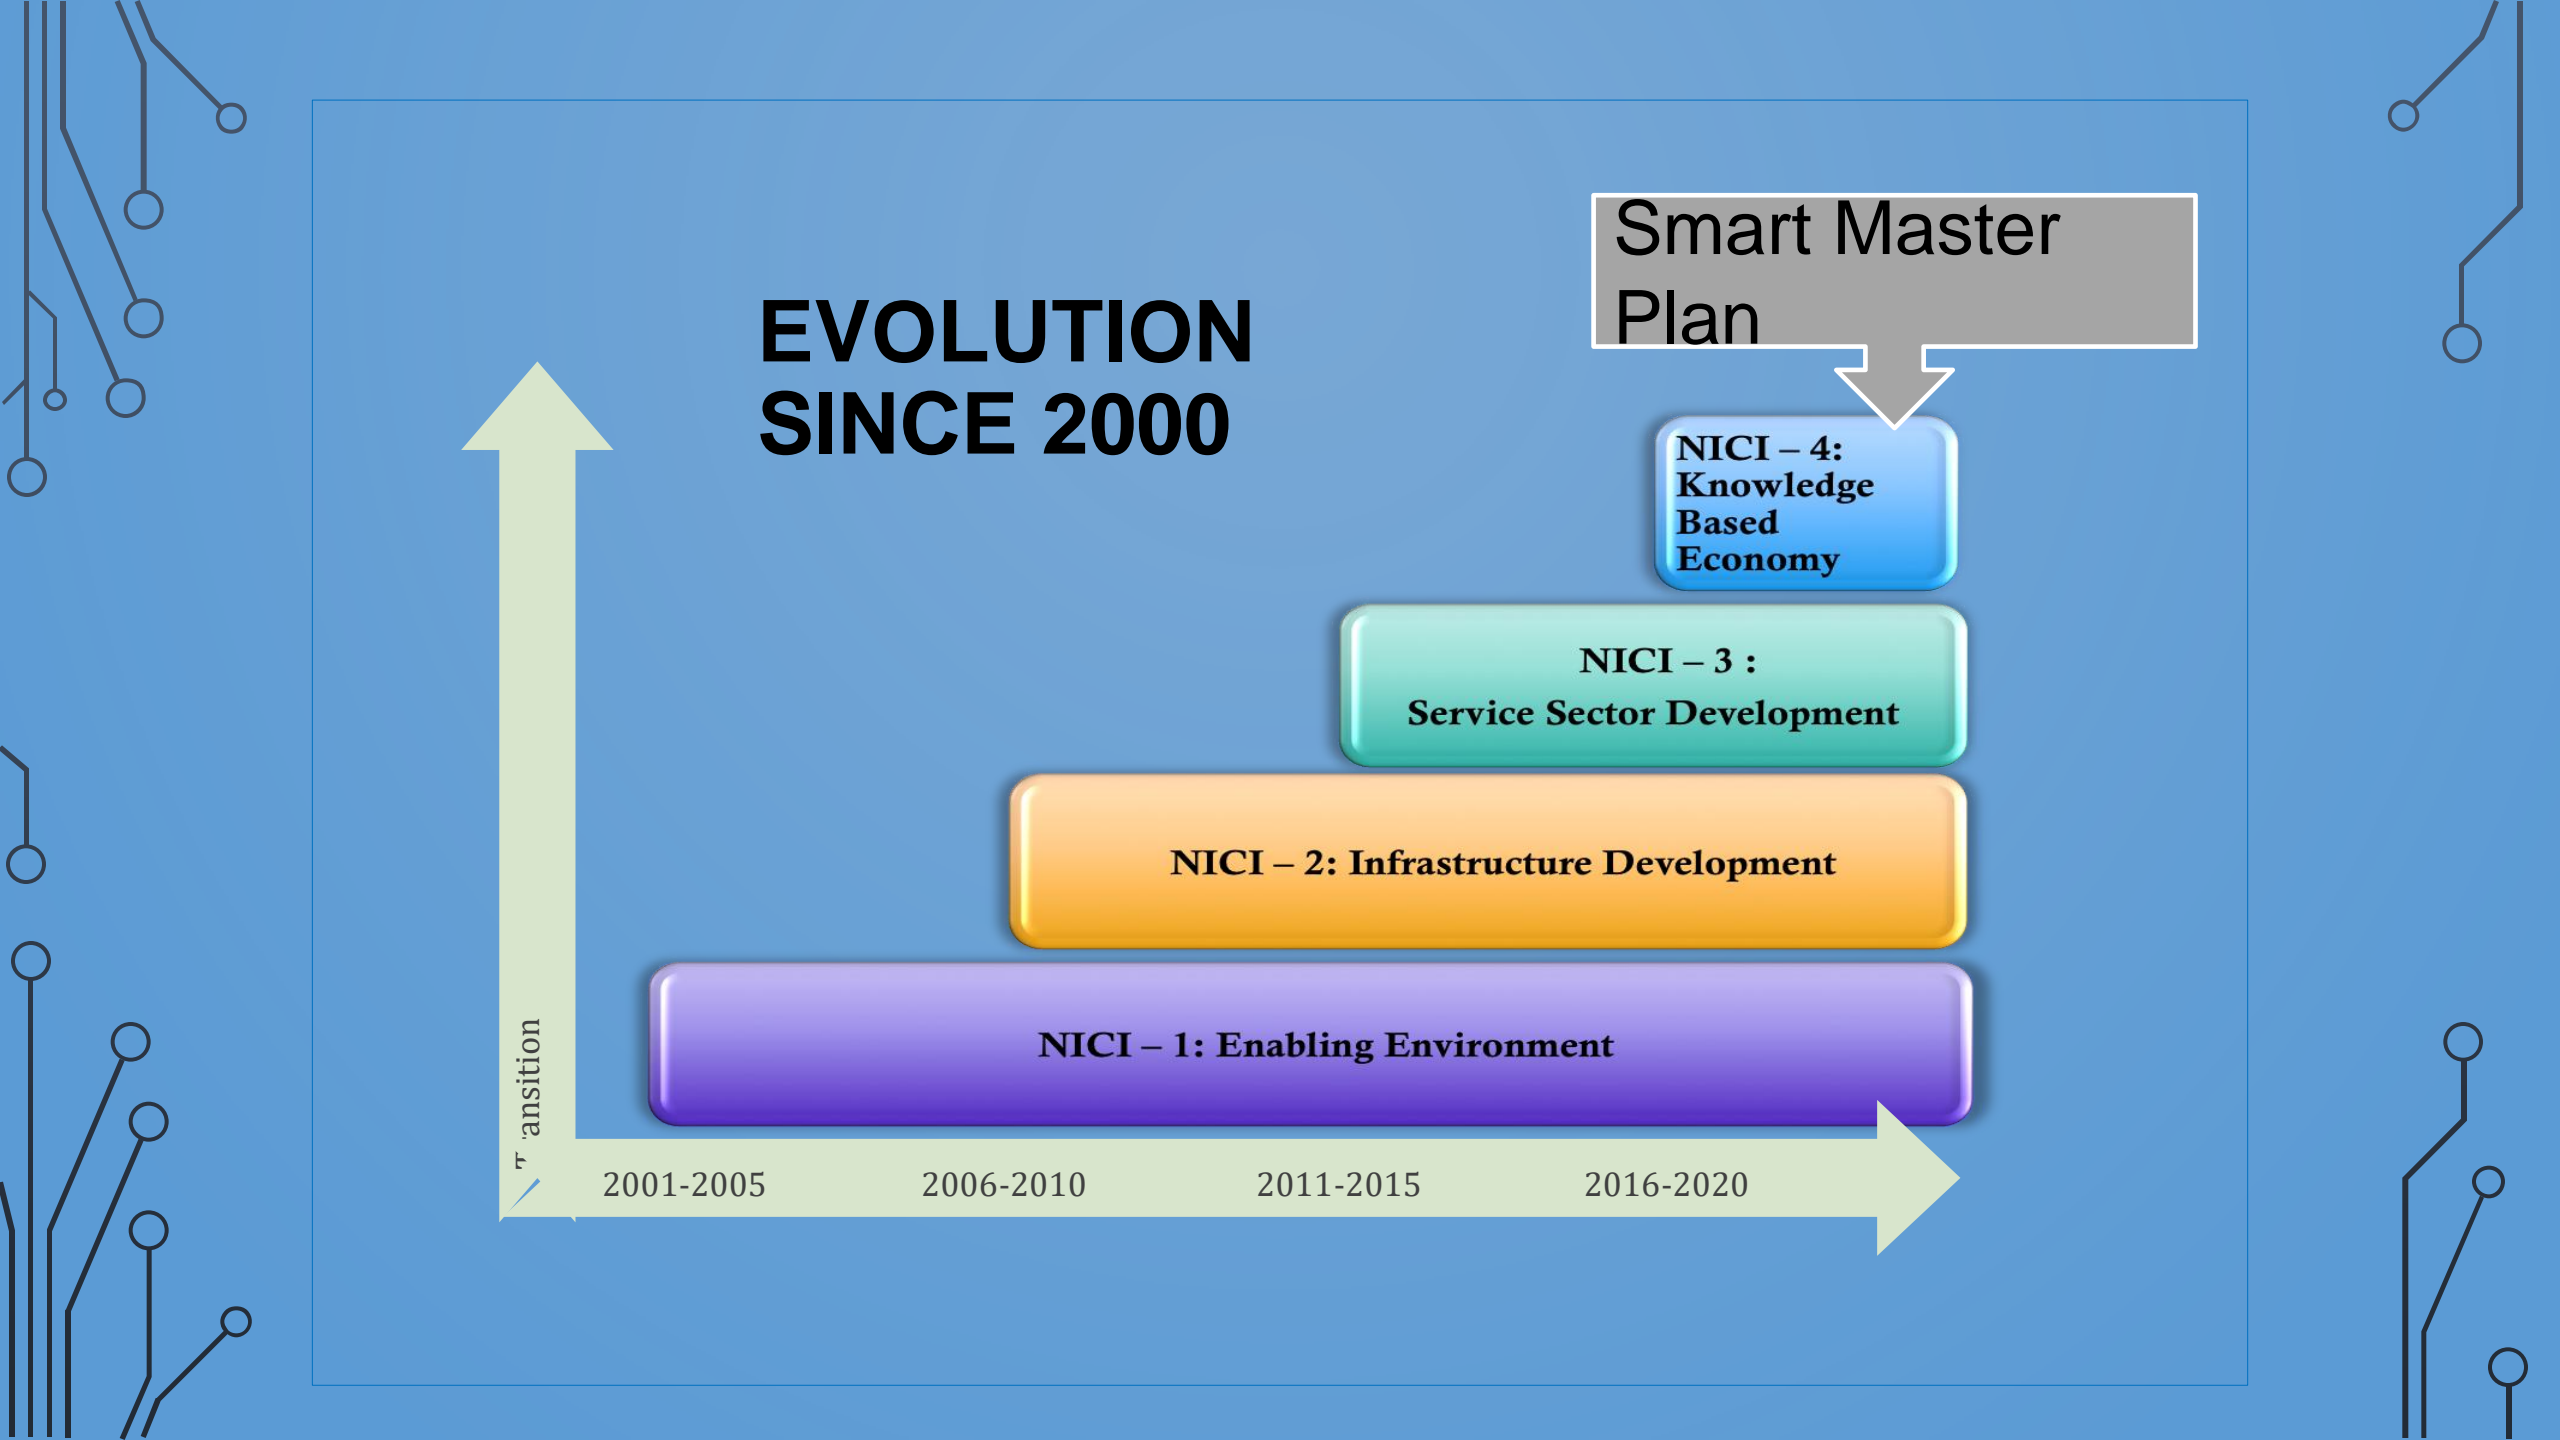 Smart Master
Plan
EVOLUTION
SINCE 2000
NICI – 4:
Knowledge
Based
Economy
NICI – 3 :
Service Sector Development
NICI – 2: Infrastructure Development
NICI – 1: Enabling Environment
Transition
2001-2005 2006-2010 2011-2015 2016-2020